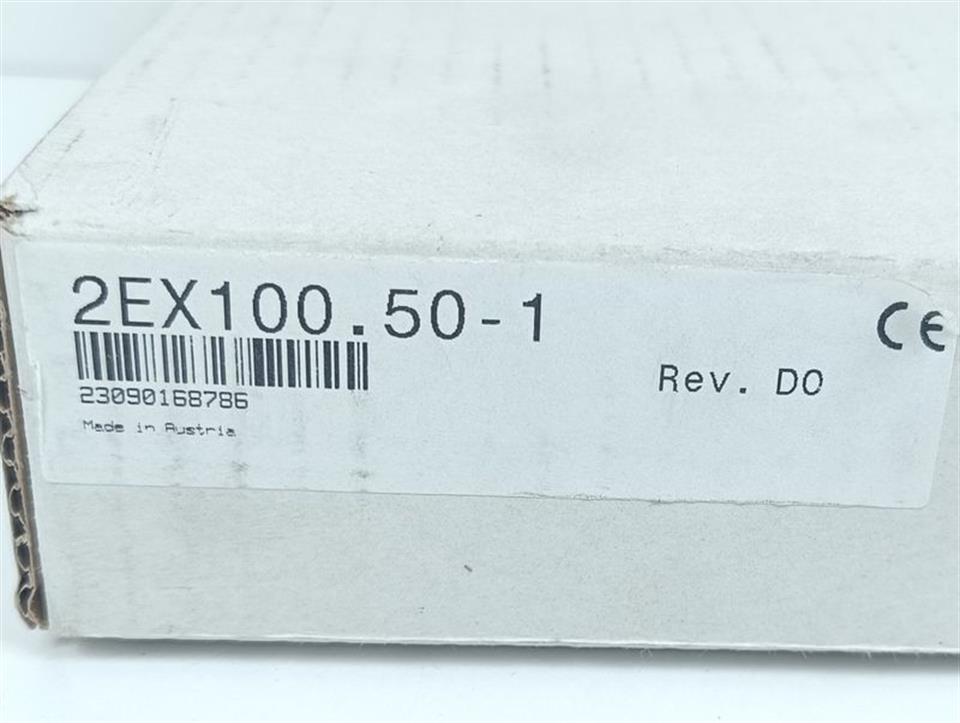 2EX100.50-1
CE
Rev. D0
23090168786
Made in Austria